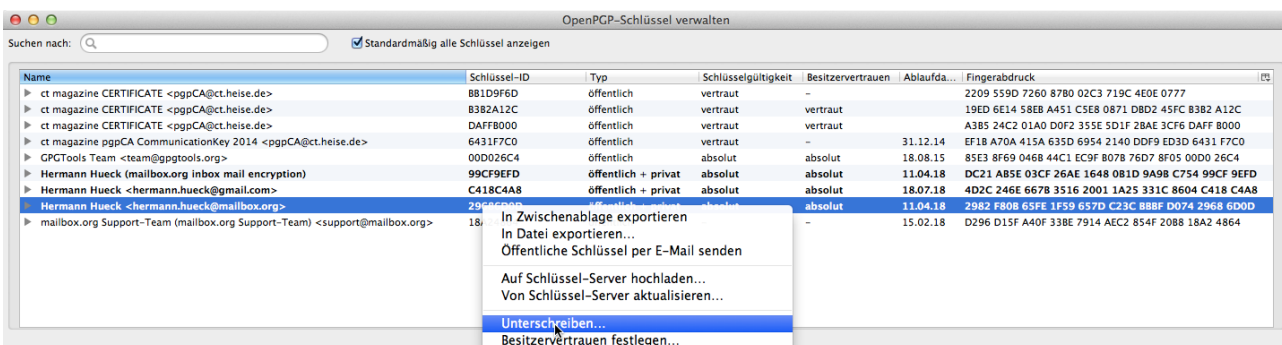 OpenPGP-Schlüssel verwalten
Suchen nach: Standardmäßig alle Schlüssel anzeigen
Name Schlüssel-ID Typ Schlüsselgültigkeit Besitzervertrauen Ablaufda... Fingerabdruck
ct magazine CERTIFICATE <pgpCA@ct.heise.de> BB1D9F6D öffentlich vertraut – 2209 559D 7260 87B0 02C3 719C 4E0E 0777
ct magazine CERTIFICATE <pgpCA@ct.heise.de> B3B2A12C öffentlich vertraut vertraut 19ED 6E14 58EB A451 C5E8 0871 DBD2 45FC B3B2 A12C
ct magazine CERTIFICATE <pgpCA@ct.heise.de> DAFFB000 öffentlich vertraut vertraut A3B5 24C2 01A0 D0F2 355E 5D1F 2BAE 3CF6 DAFF B000
ct magazine pgpCA CommunicationKey 2014 <pgpCA@ct.heise.de> 6431F7C0 öffentlich vertraut – 31.12.14 EF1B A70A 415A 635D 6954 2140 DDF9 ED3D 6431 F7C0
GPGTools Team <team@gpgtools.org> 00D026C4 öffentlich absolut absolut 18.08.15 85E3 8F69 046B 44C1 EC9F B07B 76D7 8F05 00D0 26C4
Hermann Hueck (mailbox.org inbox mail encryption) 99CF9EFD öffentlich + privat absolut absolut 11.04.18 DC21 AB5E 03CF 26AE 1648 0B1D 9A9B C754 99CF 9EFD
Hermann Hueck <hermann.hueck@gmail.com> C418C4A8 öffentlich + privat absolut absolut 18.07.18 4D2C 246E 667B 3516 2001 1A25 331C 8604 C418 C4A8
Hermann Hueck <hermann.hueck@mailbox.org> 29686D0D öffentlich + privat absolut absolut 11.04.18 2982 F80B 65FE 1F59 657D C23C BBBF D074 2968 6D0D
mailbox.org Support-Team (mailbox.org Support-Team) <support@mailbox.org> – 15.02.18 D296 D15F A40F 33BE 7914 AEC2 854F 20B8 18A2 4864
In Zwischenablage exportieren
In Datei exportieren...
Öffentliche Schlüssel per E-Mail senden
Auf Schlüssel-Server hochladen...
Von Schlüssel-Server aktualisieren...
Unterschreiben...
Besitzervertrauen festlegen...